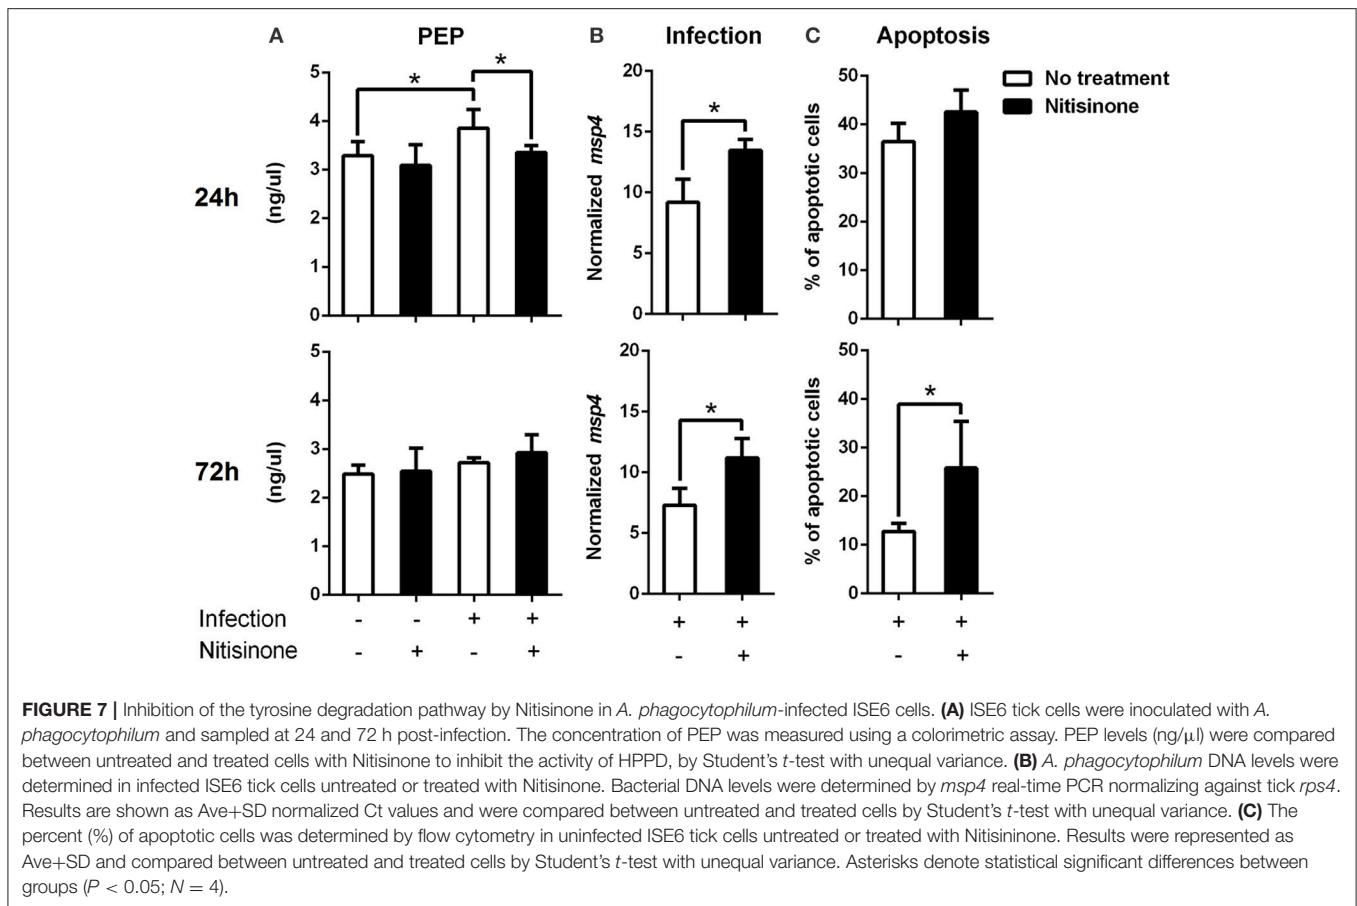 A PEP B Infection C Apoptosis
No treatment
Nitisinone
24h
(ng/ul)
5
4
3
2
1
0
* *
Normalized msp4
20
15
10
5
0
*
% of apoptotic cells
50
40
30
20
10
0
72h
(ng/ul)
5
4
3
2
1
0
Normalized msp4
20
15
10
5
0
*
% of apoptotic cells
50
40
30
20
10
0
*
Infection - - + + + + + +
Nitisinone - + - + - + - +
FIGURE 7 | Inhibition of the tyrosine degradation pathway by Nitisinone in A. phagocytophilum-infected ISE6 cells. (A) ISE6 tick cells were inoculated with A.
phagocytophilum and sampled at 24 and 72 h post-infection. The concentration of PEP was measured using a colorimetric assay. PEP levels (ng/μl) were compared
between untreated and treated cells with Nitisinone to inhibit the activity of HPPD, by Student's t-test with unequal variance. (B) A. phagocytophilum DNA levels were
determined in infected ISE6 tick cells untreated or treated with Nitisinone. Bacterial DNA levels were determined by msp4 real-time PCR normalizing against tick rps4.
Results are shown as Ave+SD normalized Ct values and were compared between untreated and treated cells by Student's t-test with unequal variance. (C) The
percent (%) of apoptotic cells was determined by flow cytometry in uninfected ISE6 tick cells untreated or treated with Nitisininone. Results were represented as
Ave+SD and compared between untreated and treated cells by Student's t-test with unequal variance. Asterisks denote statistical significant differences between
groups (P < 0.05; N = 4).